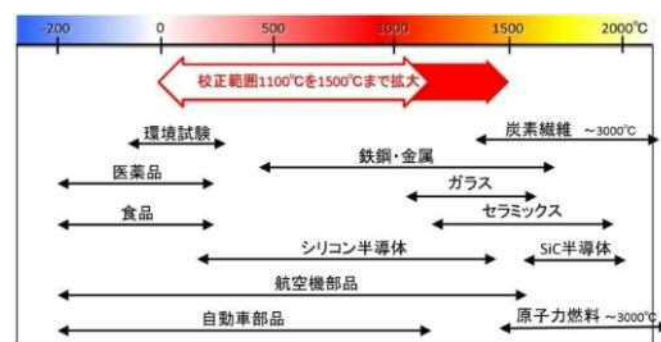 -200 0 500 1000 1500 2000℃
校正範囲1100℃を1500℃まで拡大
環境試験
炭素繊維 ~3000℃
鉄鋼・金属
医薬品
ガラス
食品
セラミックス
シリコン半導体
SiC半導体
航空機部品
自動車部品
原子力燃料 ~3000℃